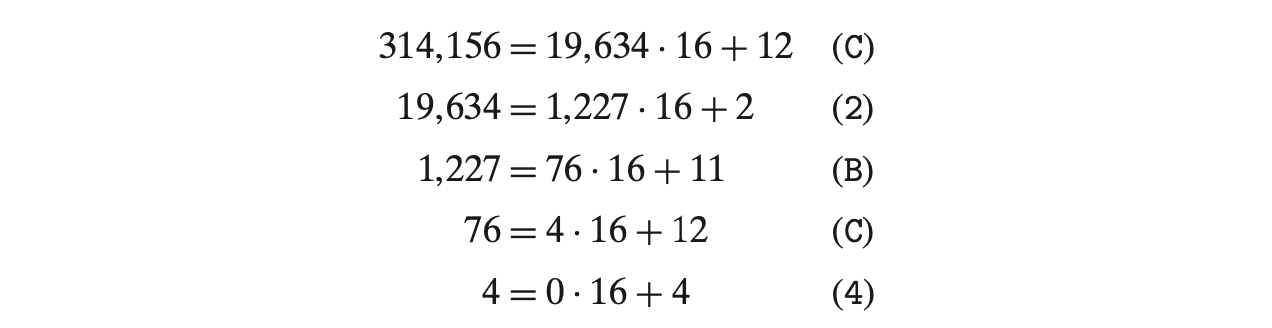 314,156 = 19,634 · 16 + 12 (C)
19,634 = 1,227 · 16 + 2 (2)
1,227 = 76 · 16 + 11 (B)
76 = 4 · 16 + 12 (C)
4 = 0 · 16 + 4 (4)